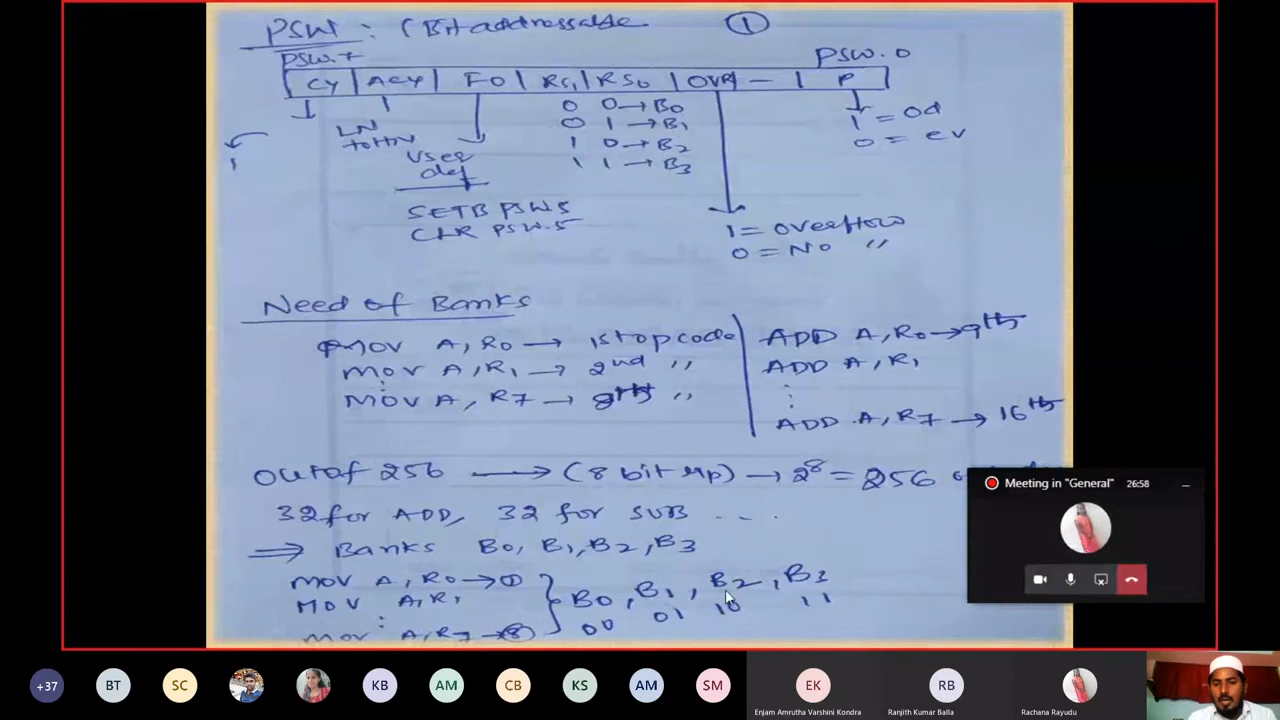 PSW : (Bit addressable ①
PSW.7 PSW.0
CY | ACY | FO | RS1 | RS0 | OVR | — | P
0 0 → B0
0 1 → B1
1 0 → B2
1 1 → B3
LN to HN
User def
SETB PSW.5
CLR PSW.5
1 = od
0 = ev
1
1 = Overflow
0 = No "
Need of Banks
MOV A, R0 → 1st opcode
MOV A, R1 → 2nd "
:
MOV A, R7 → 8th "
ADD A, R0 → 9th
ADD A, R1
⋮
ADD A, R7 → 16th
Out of 256 → (8 bit Mp) → 2⁸ = 256
32 for ADD, 32 for SUB - - .
⇒ Banks B0, B1, B2, B3
MOV A, R0 → ①
MOV A, R1
:
MOV A, R7 → ⑧
} B0, B1, B2, B3
00 01 10 11
Meeting in "General" 26:58
+37 BT SC KB AM CB KS AM SM EK RB
Enjam Amrutha Varshini Kondra Ranjith Kumar Balla Rachana Rayudu